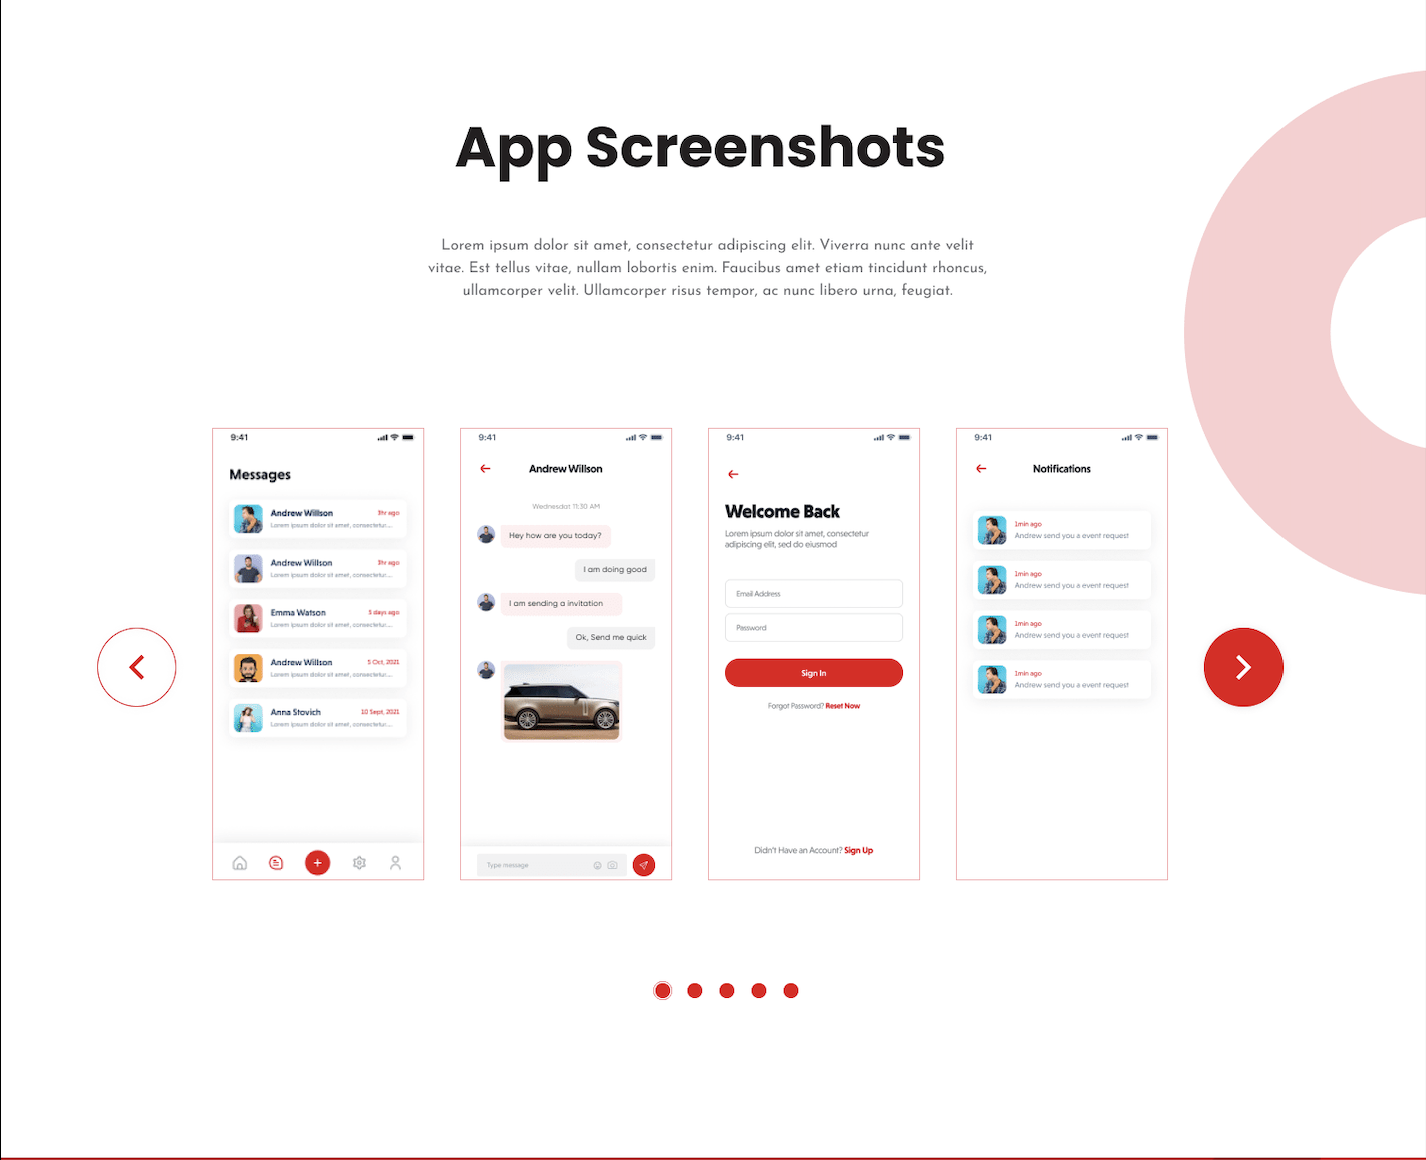 App Screenshots
Lorem ipsum dolor sit amet, consectetur adipiscing elit. Viverra nunc ante velit
vitae. Est tellus vitae, nullam lobortis enim. Faucibus amet etiam tincidunt rhoncus,
ullamcorper velit. Ullamcorper risus tempor, ac nunc libero urna, feugiat.
9:41
Messages
Andrew Willson 1hr ago
Lorem ipsum dolor sit amet, consectetur....
Andrew Willson 1hr ago
Lorem ipsum dolor sit amet, consectetur....
Emma Watson 5 days ago
Lorem ipsum dolor sit amet, consectetur....
Andrew Willson 5 Oct, 2021
Lorem ipsum dolor sit amet, consectetur....
Anna Stovich 10 Sept, 2021
Lorem ipsum dolor sit amet, consectetur....
9:41
Andrew Willson
Wednesdat 11:30 AM
Hey how are you today?
I am doing good
I am sending a invitation
Ok, Send me quick
Type message
9:41
Welcome Back
Lorem ipsum dolor sit amet, consectetur
adipiscing elit, sed do eiusmod
Email Address
Password
Sign In
Forgot Password? Reset Now
Didn't Have an Account? Sign Up
9:41
Notifications
1min ago
Andrew send you a event request
1min ago
Andrew send you a event request
1min ago
Andrew send you a event request
1min ago
Andrew send you a event request